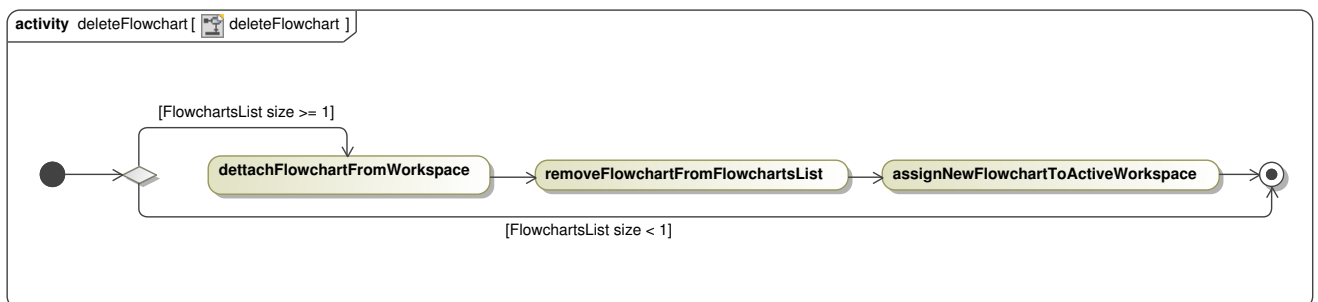 activity deleteFlowchart [ deleteFlowchart ]
[FlowchartsList size >= 1]
dettachFlowchartFromWorkspace
removeFlowchartFromFlowchartsList
assignNewFlowchartToActiveWorkspace
[FlowchartsList size < 1]